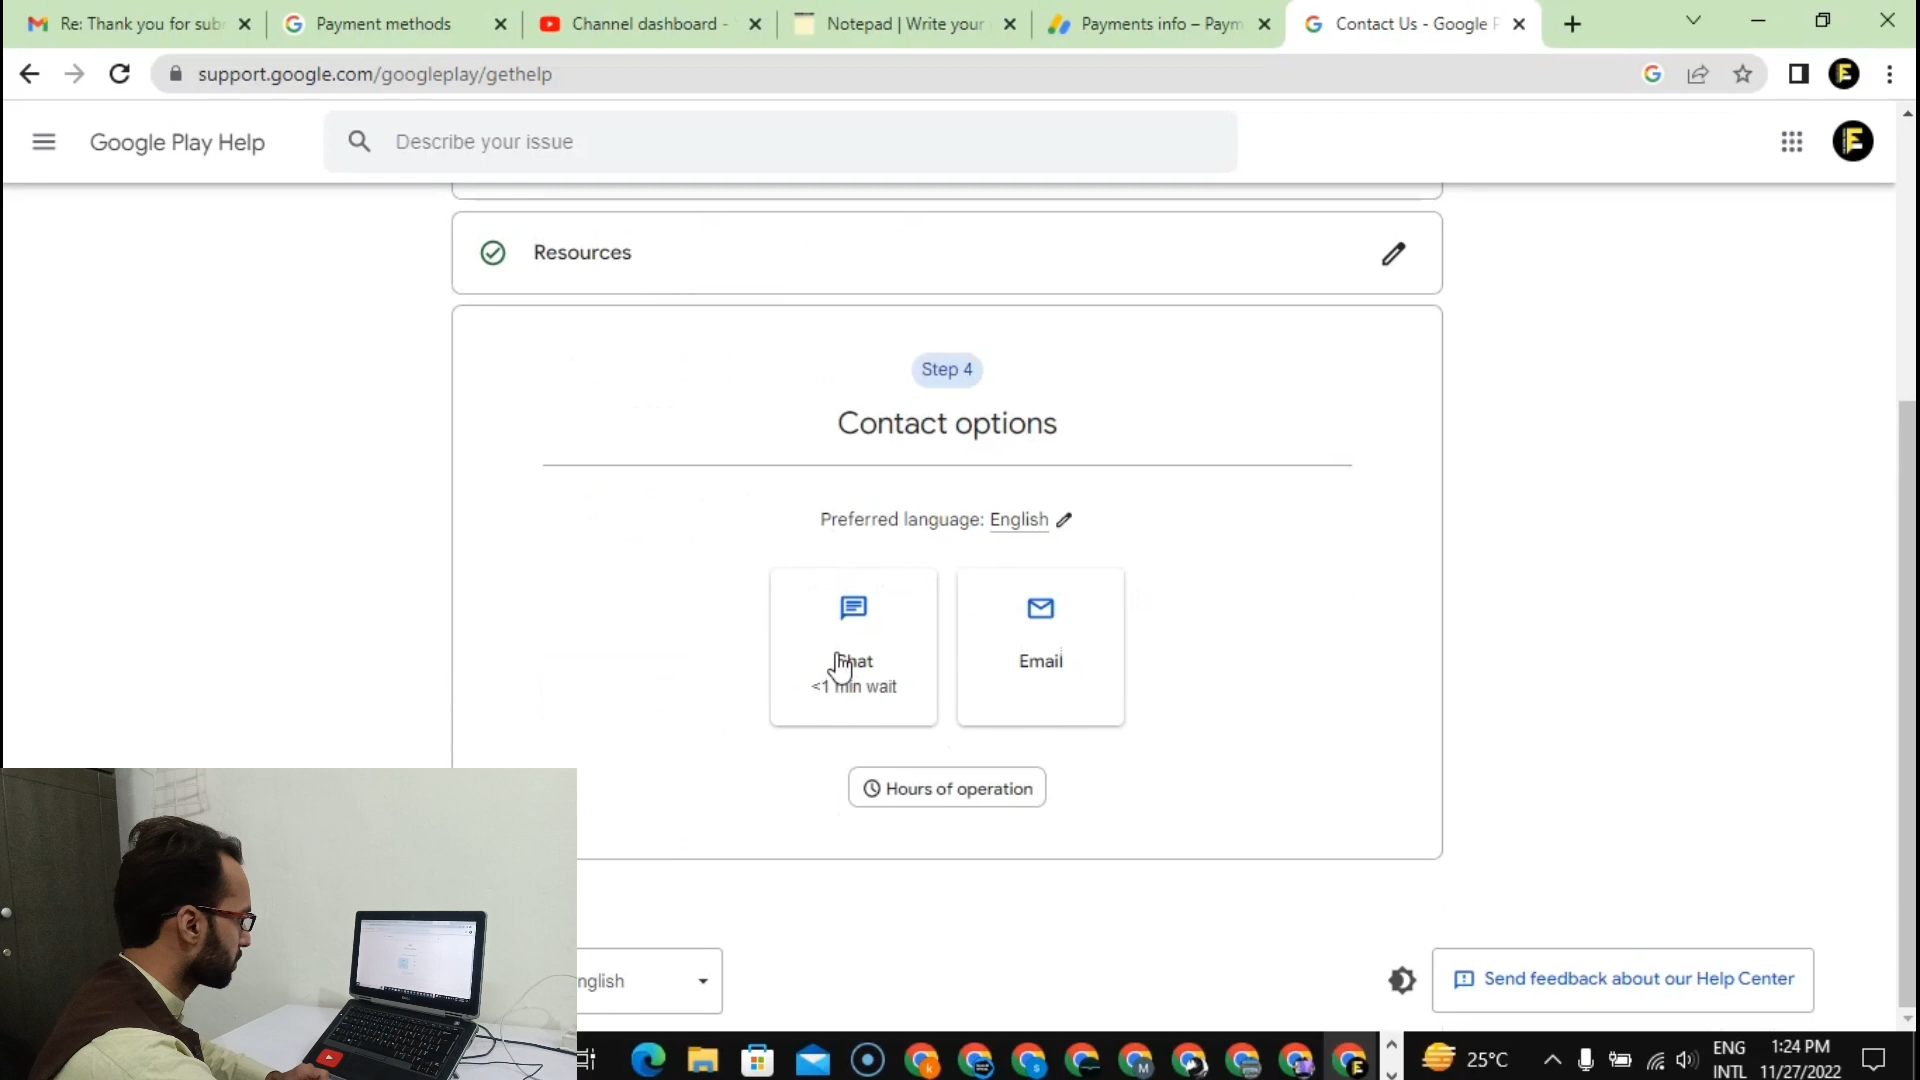 Re: Thank you for sub
Payment methods
Channel dashboard -
Notepad | Write your
Payments info – Paym
Contact Us - Google P
support.google.com/googleplay/gethelp
Google Play Help
Describe your issue
Resources
Step 4
Contact options
Preferred language: English
Chat
<1 min wait
Email
Hours of operation
nglish
Send feedback about our Help Center
25°C
ENG
INTL
1:24 PM
11/27/2022